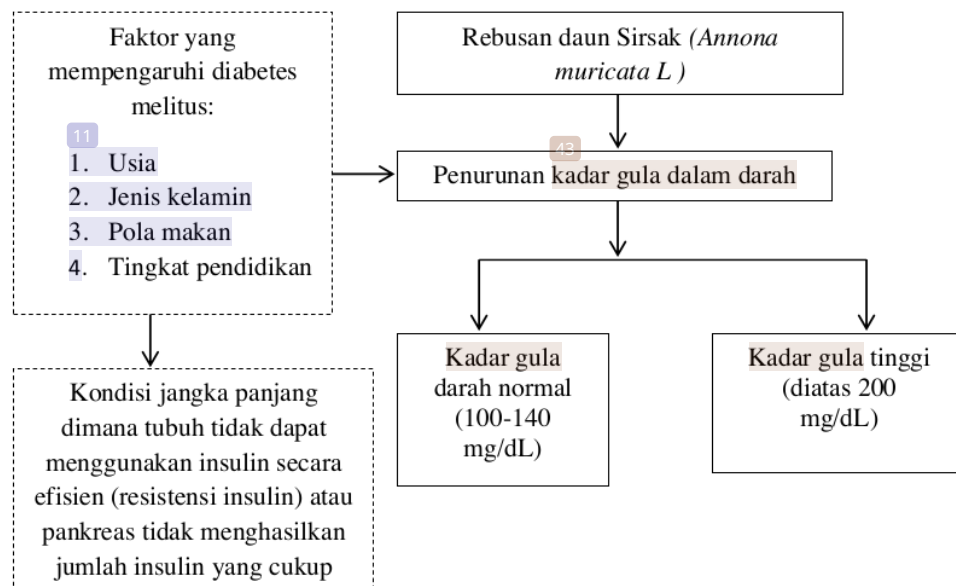 Faktor yang
mempengaruhi diabetes
melitus:
11
1. Usia
2. Jenis kelamin
3. Pola makan
4. Tingkat pendidikan
Rebusan daun Sirsak (Annona
muricata L )
43
Penurunan kadar gula dalam darah
Kadar gula
darah normal
(100-140
mg/dL)
Kadar gula tinggi
(diatas 200
mg/dL)
Kondisi jangka panjang
dimana tubuh tidak dapat
menggunakan insulin secara
efisien (resistensi insulin) atau
pankreas tidak menghasilkan
jumlah insulin yang cukup